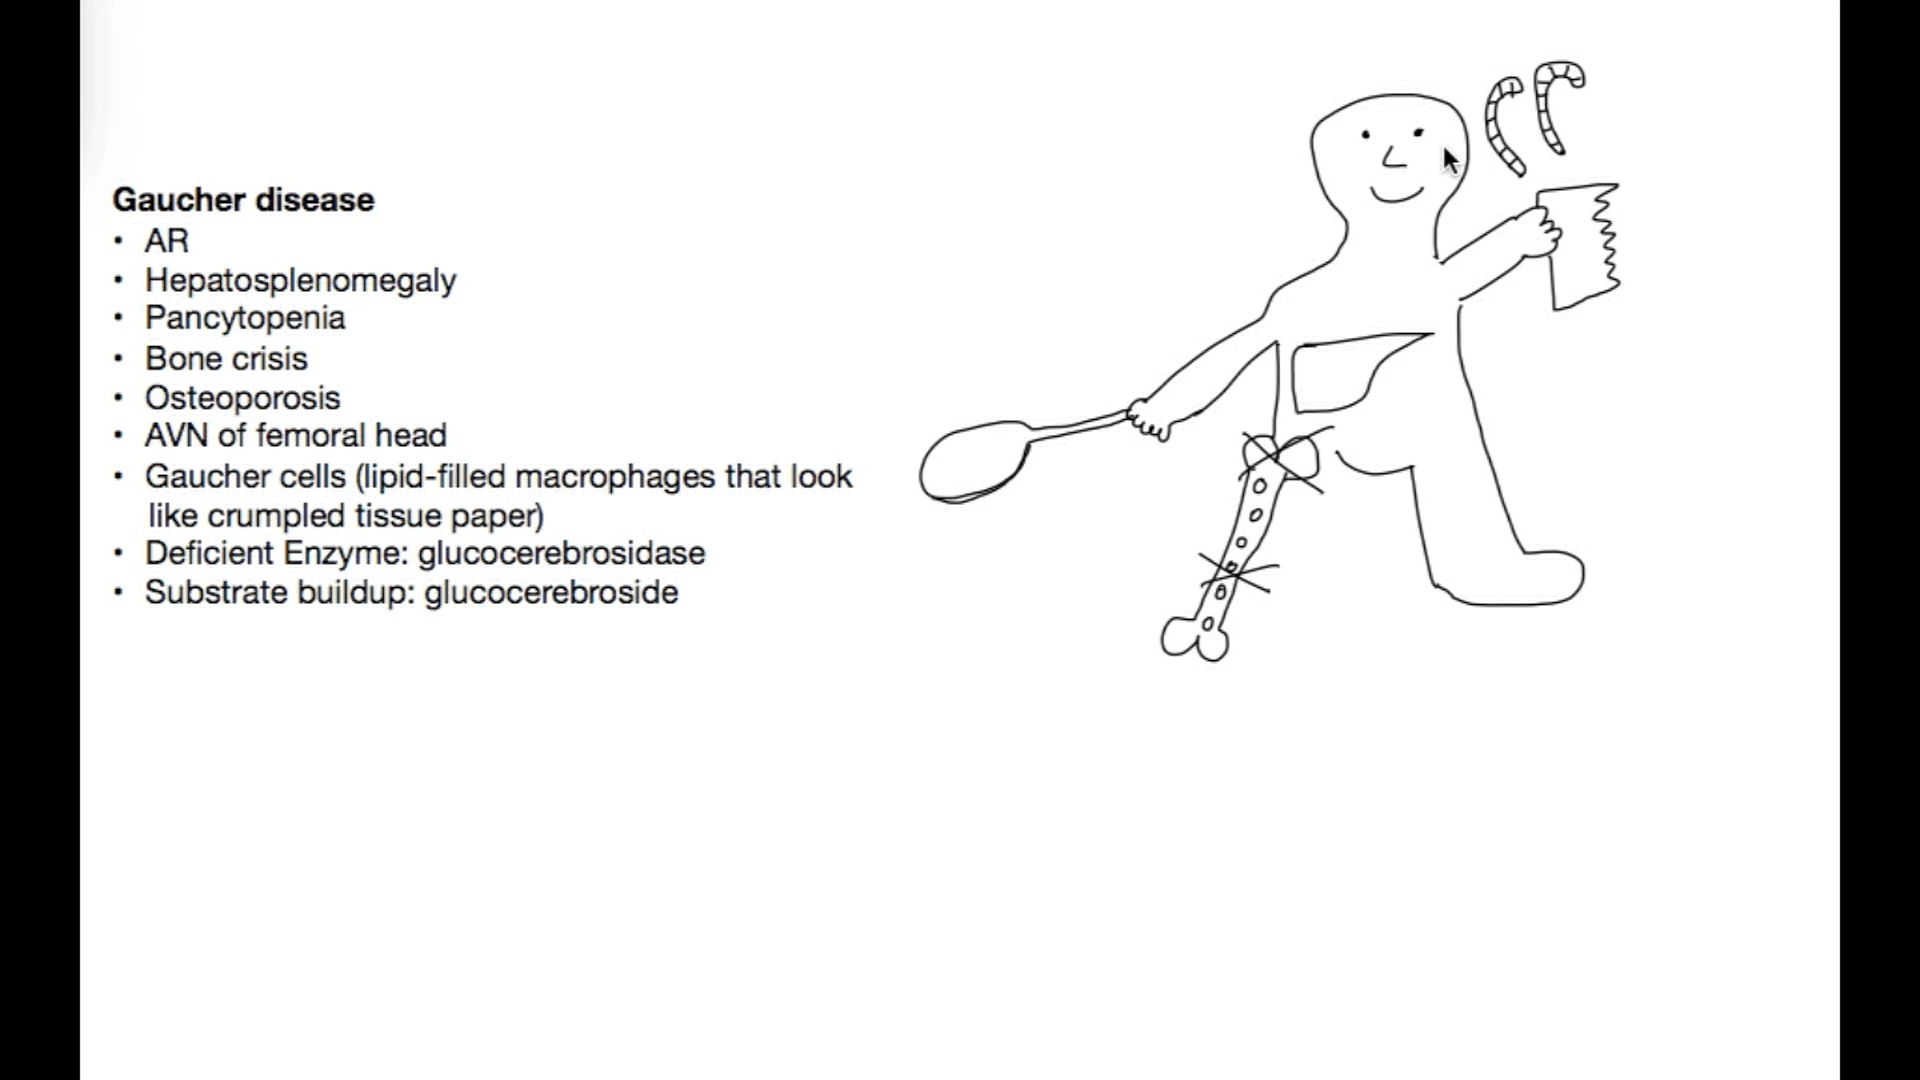 Gaucher disease
• AR
• Hepatosplenomegaly
• Pancytopenia
• Bone crisis
• Osteoporosis
• AVN of femoral head
• Gaucher cells (lipid-filled macrophages that look
like crumpled tissue paper)
• Deficient Enzyme: glucocerebrosidase
• Substrate buildup: glucocerebroside